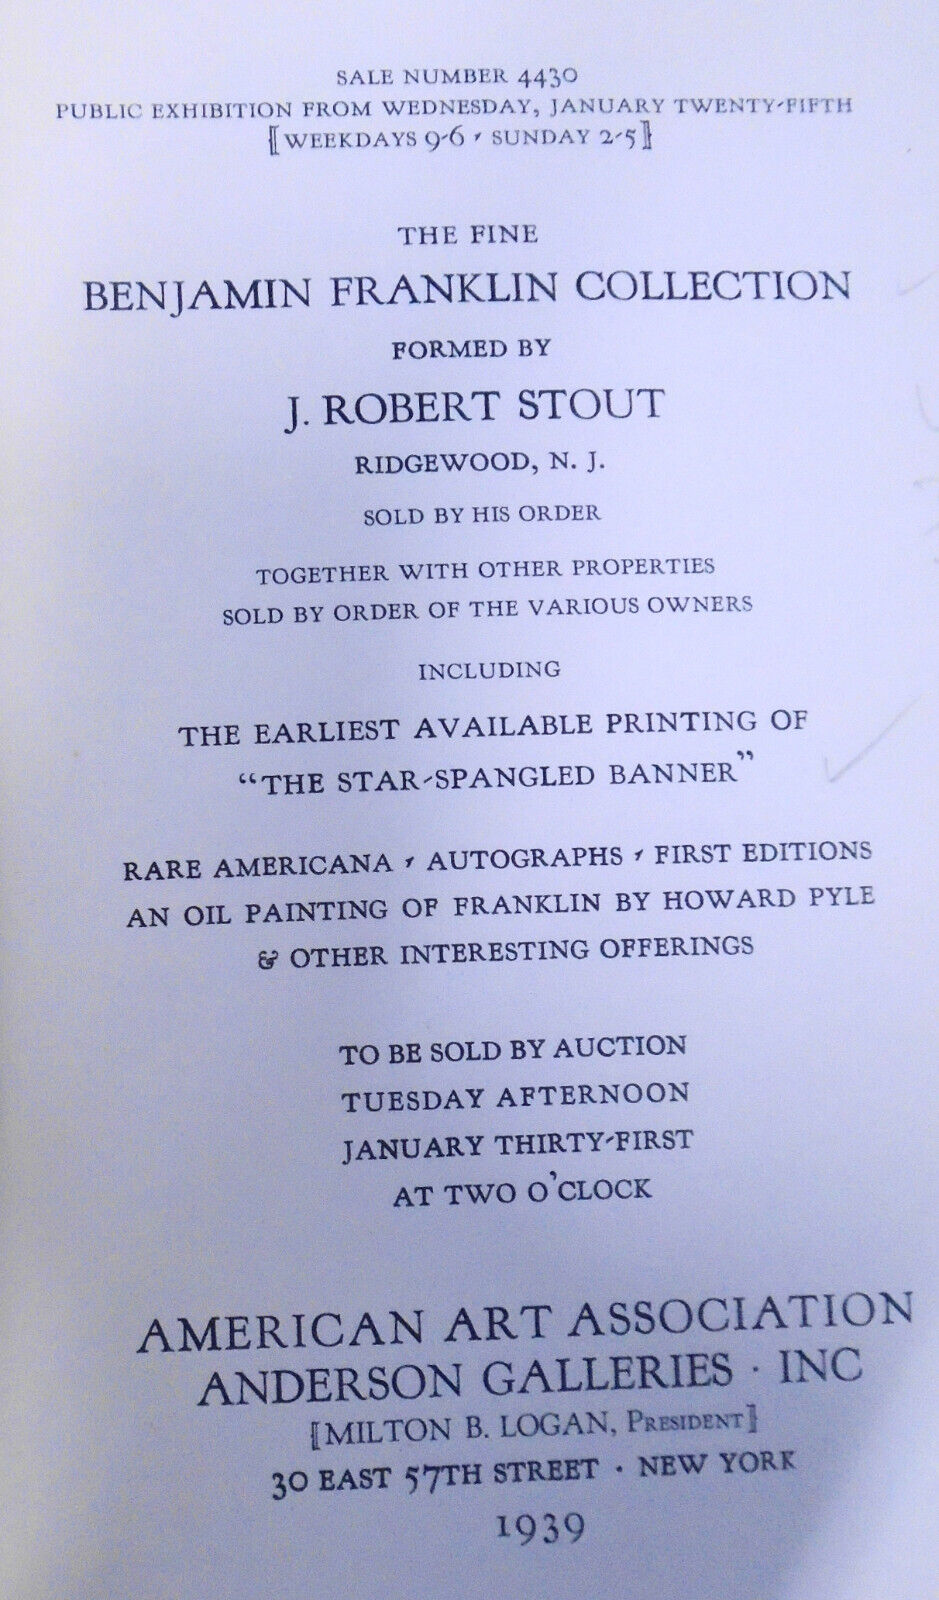 SALE NUMBER 4430
PUBLIC EXHIBITION FROM WEDNESDAY, JANUARY TWENTY-FIFTH
⟦WEEKDAYS 9-6 ′ SUNDAY 2-5⟧
THE FINE
BENJAMIN FRANKLIN COLLECTION
FORMED BY
J. ROBERT STOUT
RIDGEWOOD, N. J.
SOLD BY HIS ORDER
TOGETHER WITH OTHER PROPERTIES
SOLD BY ORDER OF THE VARIOUS OWNERS
INCLUDING
THE EARLIEST AVAILABLE PRINTING OF
“THE STAR-SPANGLED BANNER”
RARE AMERICANA ′ AUTOGRAPHS ′ FIRST EDITIONS
AN OIL PAINTING OF FRANKLIN BY HOWARD PYLE
& OTHER INTERESTING OFFERINGS
TO BE SOLD BY AUCTION
TUESDAY AFTERNOON
JANUARY THIRTY-FIRST
AT TWO O'CLOCK
AMERICAN ART ASSOCIATION
ANDERSON GALLERIES · INC
⟦MILTON B. LOGAN, PRESIDENT⟧
30 EAST 57TH STREET · NEW YORK
1939